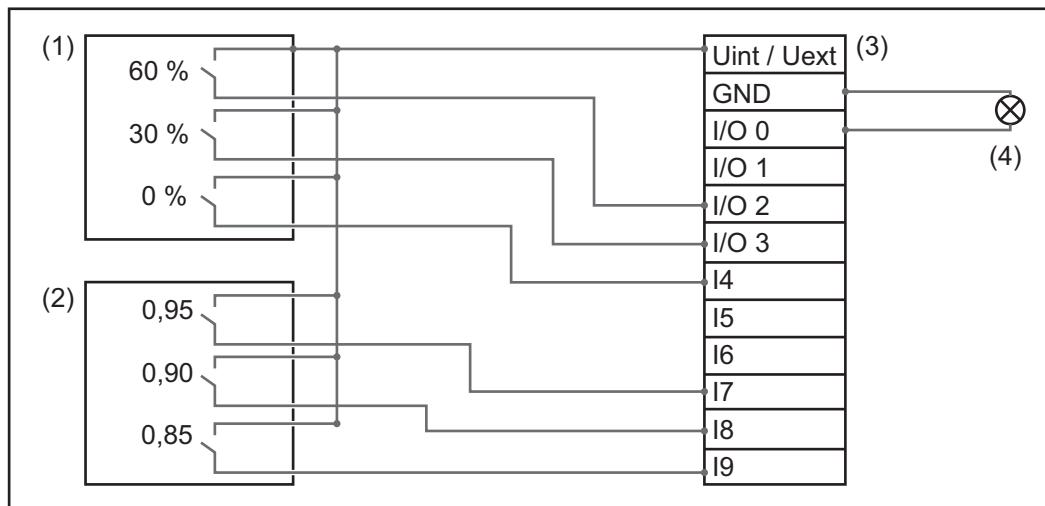 (1)
60 %
30 %
0 %
(2)
0,95
0,90
0,85
Uint / Uext
GND
I/O 0
I/O 1
I/O 2
I/O 3
I4
I5
I6
I7
I8
I9
(3)
(4)